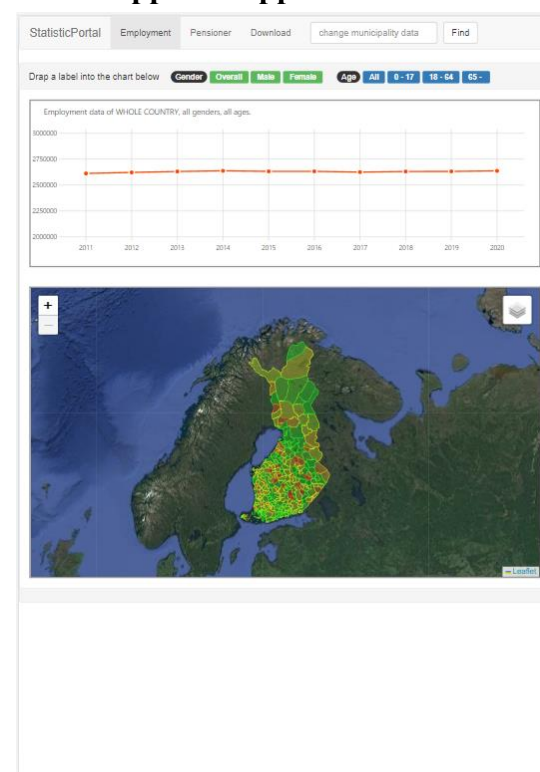 StatisticPortal Employment Pensioner Download change municipality data Find
Drap a label into the chart below Gender Overall Male Female Age All 0 - 17 18 - 64 65 -
Employment data of WHOLE COUNTRY, all genders, all ages.
3000000
2750000
2500000
2250000
2000000
2011 2012 2013 2014 2015 2016 2017 2018 2019 2020
+
−
Leaflet